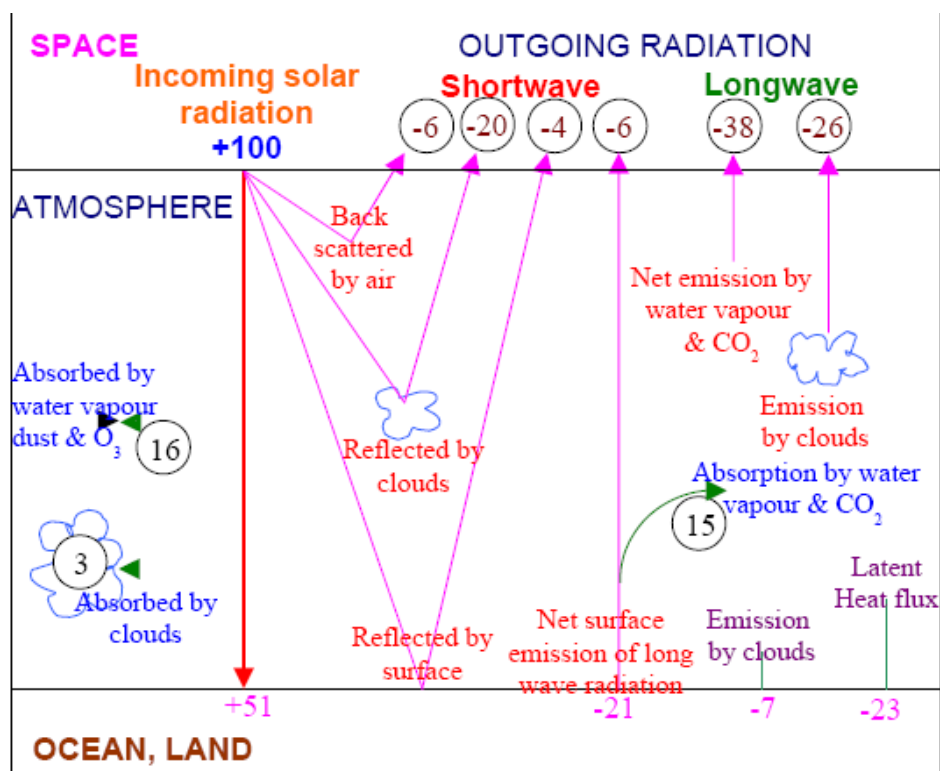 SPACE
OUTGOING RADIATION
Incoming solar
radiation
+100
Shortwave
Longwave
-6
-20
-4
-6
-38
-26
ATMOSPHERE
Back
scattered
by air
Net emission by
water vapour
& CO2
Absorbed by
water vapour
dust & O3
16
Reflected by
clouds
Emission
by clouds
Absorption by water
vapour & CO2
15
3
Absorbed by
clouds
Reflected by
surface
Net surface
emission of long
wave radiation
Emission
by clouds
Latent
Heat flux
+51
-21
-7
-23
OCEAN, LAND